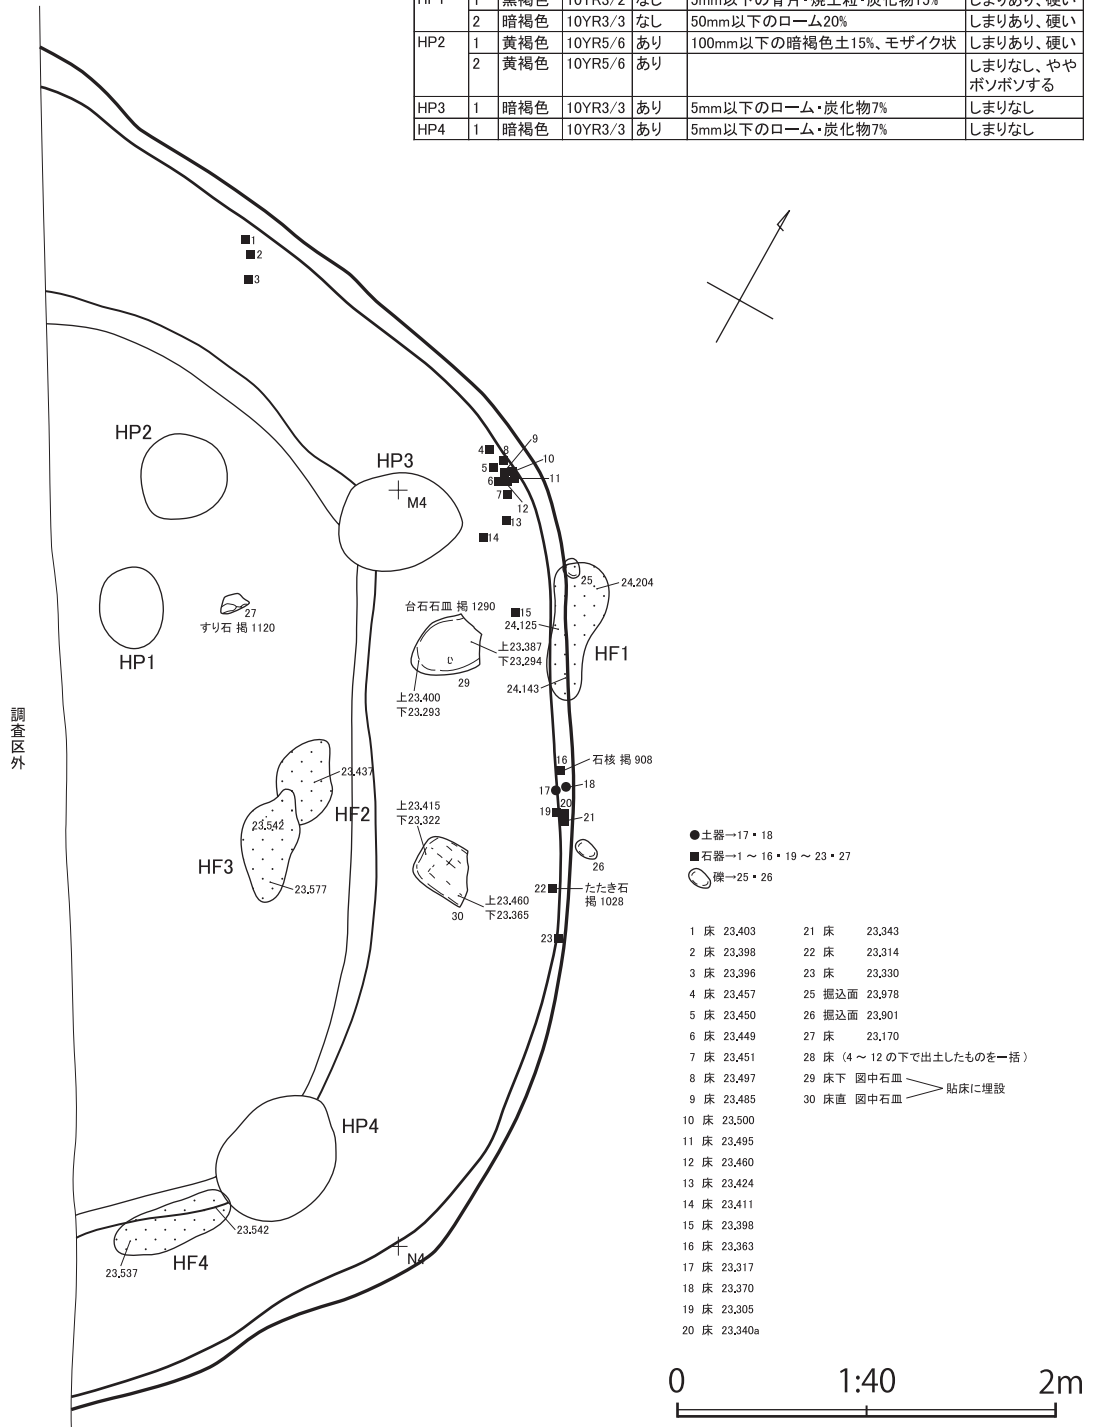 HP1 1 黒褐色 10YR3/2 なし 5mm以下の骨片・焼土粒・炭化物15% しまりあり、硬い
2 暗褐色 10YR3/3 なし 50mm以下のローム20% しまりあり、硬い
HP2 1 黄褐色 10YR5/6 あり 100mm以下の暗褐色土15%、モザイク状 しまりあり、硬い
2 黄褐色 10YR5/6 あり しまりなし、やや
ボソボソする
HP3 1 暗褐色 10YR3/3 あり 5mm以下のローム・炭化物7% しまりなし
HP4 1 暗褐色 10YR3/3 あり 5mm以下のローム・炭化物7% しまりなし
1
2
3
HP2
HP3
M4
4
8
9
10
5
6
11
7
12
13
14
HP1
27
すり石 掲 1120
台石石皿 掲 1290
15
25
24.204
24.125
HF1
上23.387
下23.294
29
24.143
上23.400
下23.293
調査区外
16
石核 掲 908
17
18
19
20
21
23.437
HF2
23.542
HF3
23.577
上23.415
下23.322
26
22
たたき石
掲 1028
上23.460
下23.365
30
23
HP4
23.542
HF4
23.537
N4
●土器→17・18
■石器→1 ~ 16・19 ~ 23・27
礫→25・26
1 床 23.403
2 床 23.398
3 床 23.396
4 床 23.457
5 床 23.450
6 床 23.449
7 床 23.451
8 床 23.497
9 床 23.485
10 床 23.500
11 床 23.495
12 床 23.460
13 床 23.424
14 床 23.411
15 床 23.398
16 床 23.363
17 床 23.317
18 床 23.370
19 床 23.305
20 床 23.340a
21 床 23.343
22 床 23.314
23 床 23.330
25 掘込面 23.978
26 掘込面 23.901
27 床 23.170
28 床 (4 ~ 12 の下で出土したものを一括)
29 床下 図中石皿
30 床直 図中石皿
貼床に埋設
0 1:40 2m